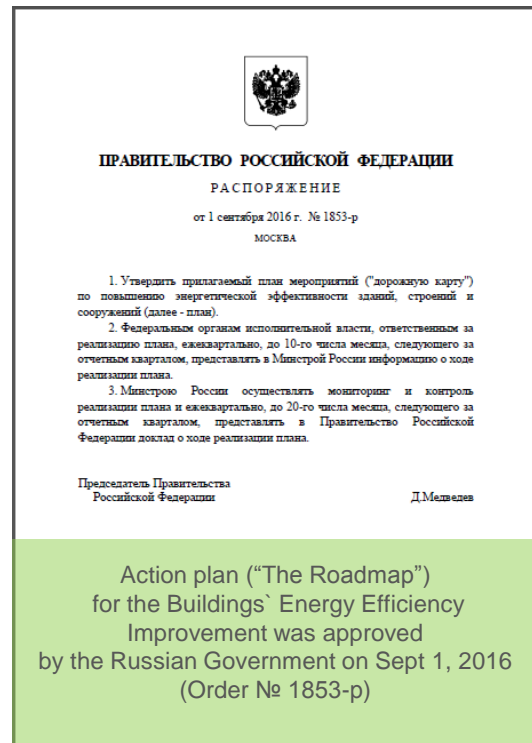 ПРАВИТЕЛЬСТВО РОССИЙСКОЙ ФЕДЕРАЦИИ
РАСПОРЯЖЕНИЕ
от 1 сентября 2016 г. № 1853-р
МОСКВА
1. Утвердить прилагаемый план мероприятий ("дорожную карту")
по повышению энергетической эффективности зданий, строений и
сооружений (далее - план).
2. Федеральным органам исполнительной власти, ответственным за
реализацию плана, ежеквартально, до 10-го числа месяца, следующего за
отчетным кварталом, представлять в Минстрой России информацию о ходе
реализации плана.
3. Минстрою России осуществлять мониторинг и контроль
реализации плана и ежеквартально, до 20-го числа месяца, следующего за
отчетным кварталом, представлять в Правительство Российской
Федерации доклад о ходе реализации плана.
Председатель Правительства
Российской Федерации Д.Медведев
Action plan (“The Roadmap”)
for the Buildings` Energy Efficiency
Improvement was approved
by the Russian Government on Sept 1, 2016
(Order № 1853-p)